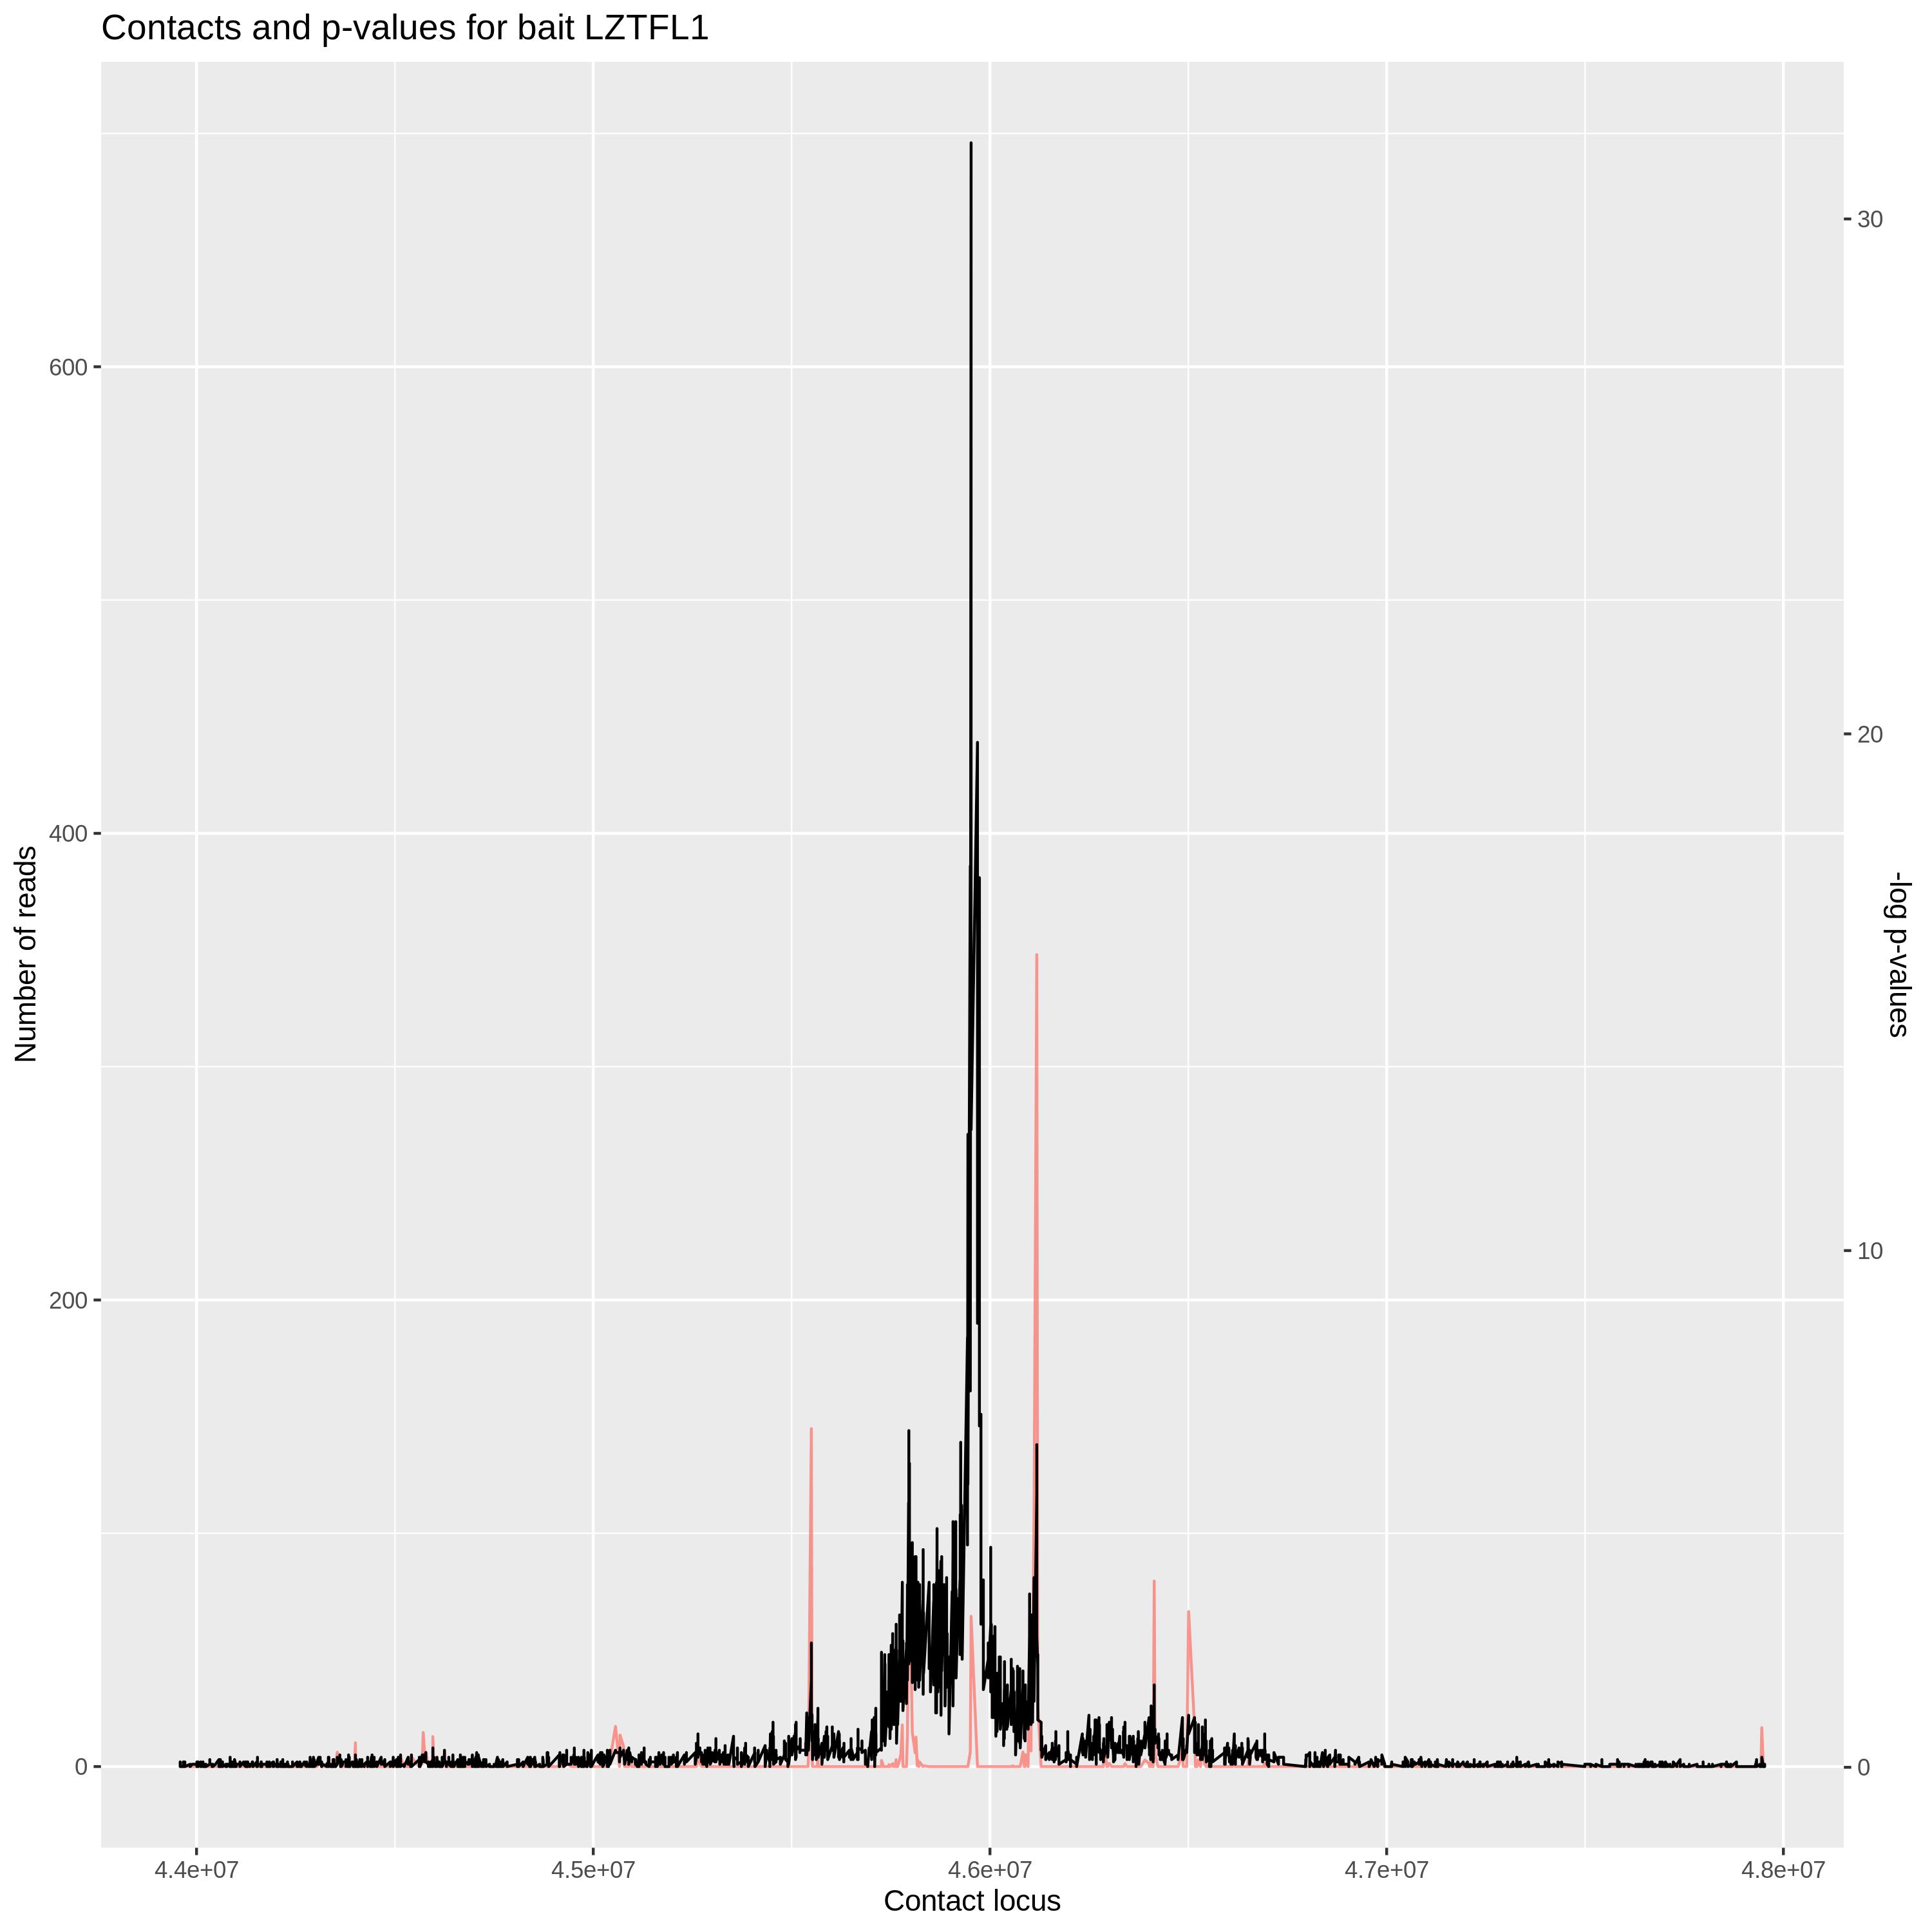 Contacts and p-values for bait LZTFL1
Number of reads
600
400
200
0
30
20
10
0
-log p-values
4.4e+07 4.5e+07 4.6e+07 4.7e+07 4.8e+07
Contact locus